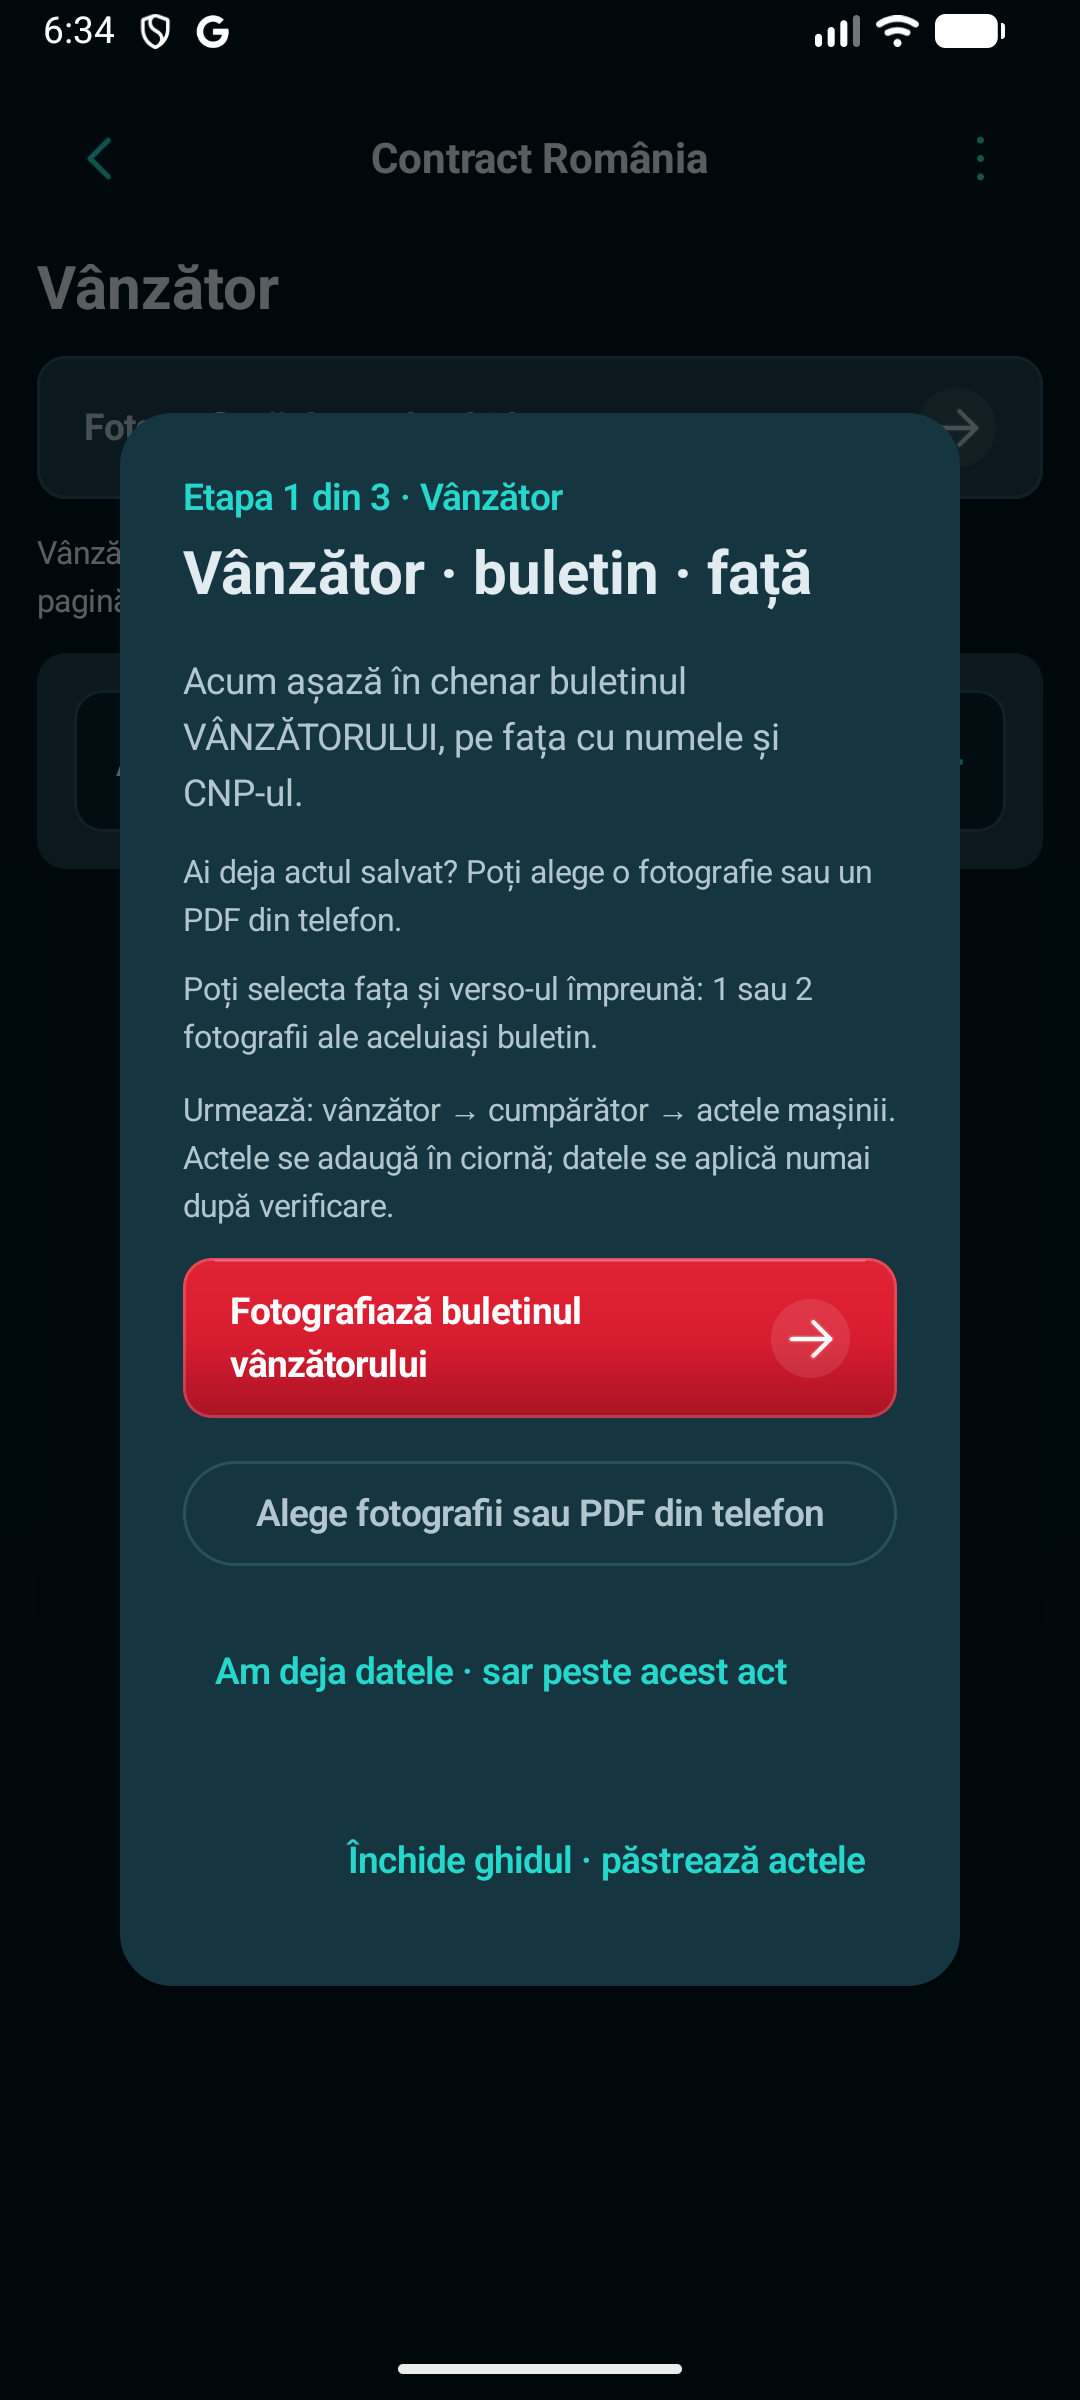 6:34
Contract România
Vânzător
Etapa 1 din 3 · Vânzător
Vânzător · buletin · față
Acum așază în chenar buletinul
VÂNZĂTORULUI, pe fața cu numele și
CNP-ul.
Ai deja actul salvat? Poți alege o fotografie sau un
PDF din telefon.
Poți selecta fața și verso-ul împreună: 1 sau 2
fotografii ale aceluiași buletin.
Urmează: vânzător → cumpărător → actele mașinii.
Actele se adaugă în ciornă; datele se aplică numai
după verificare.
Fotografiază buletinul
vânzătorului
Alege fotografii sau PDF din telefon
Am deja datele · sar peste acest act
Închide ghidul · păstrează actele